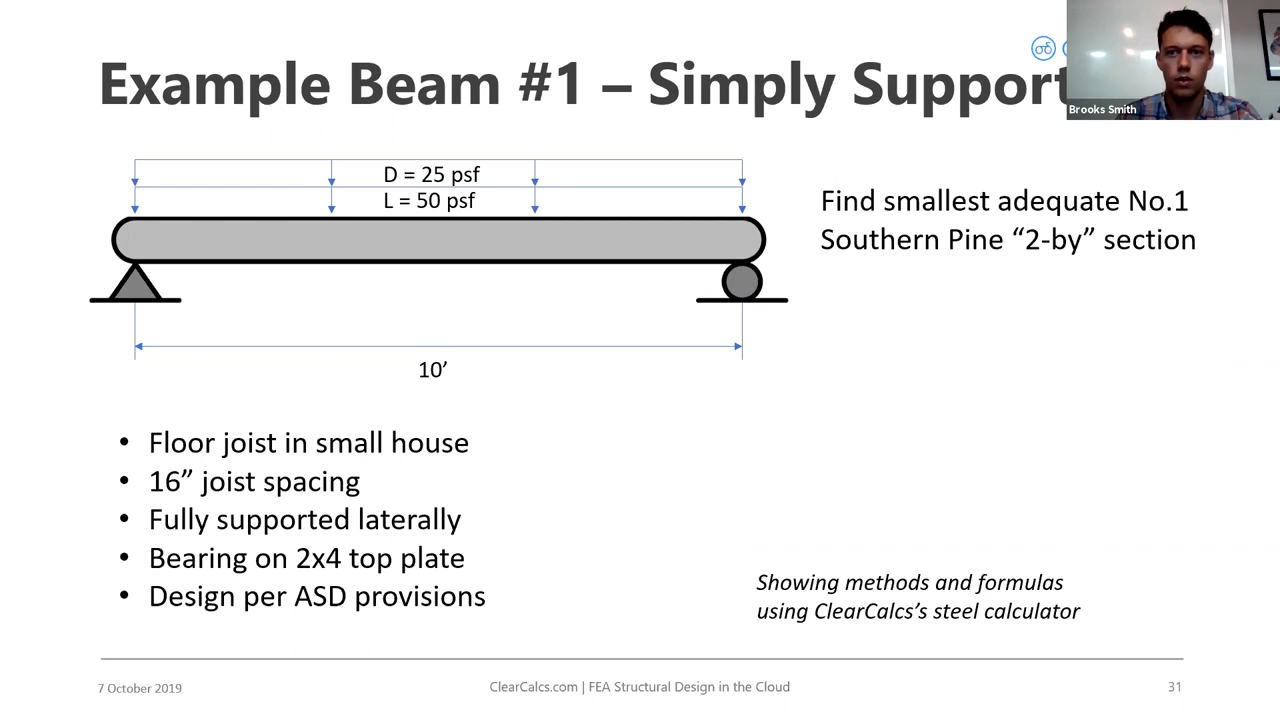 Example Beam #1 – Simply Support
Brooks Smith
D = 25 psf
L = 50 psf
Find smallest adequate No.1
Southern Pine “2-by” section
10’
• Floor joist in small house
• 16” joist spacing
• Fully supported laterally
• Bearing on 2x4 top plate
• Design per ASD provisions
Showing methods and formulas
using ClearCalcs’s steel calculator
7 October 2019
ClearCalcs.com | FEA Structural Design in the Cloud
31